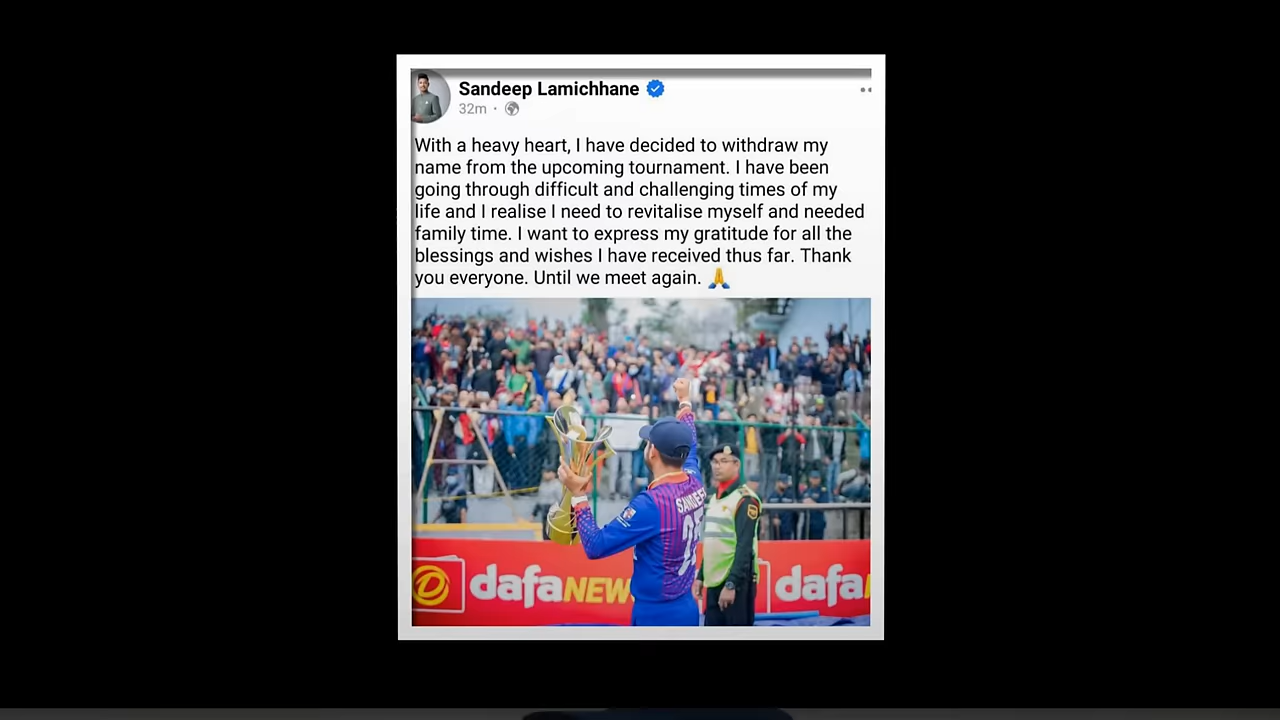 Sandeep Lamichhane
32m ·
With a heavy heart, I have decided to withdraw my
name from the upcoming tournament. I have been
going through difficult and challenging times of my
life and I realise I need to revitalise myself and needed
family time. I want to express my gratitude for all the
blessings and wishes I have received thus far. Thank
you everyone. Until we meet again. 🙏
SANDEEP
dafaNEW
dafa